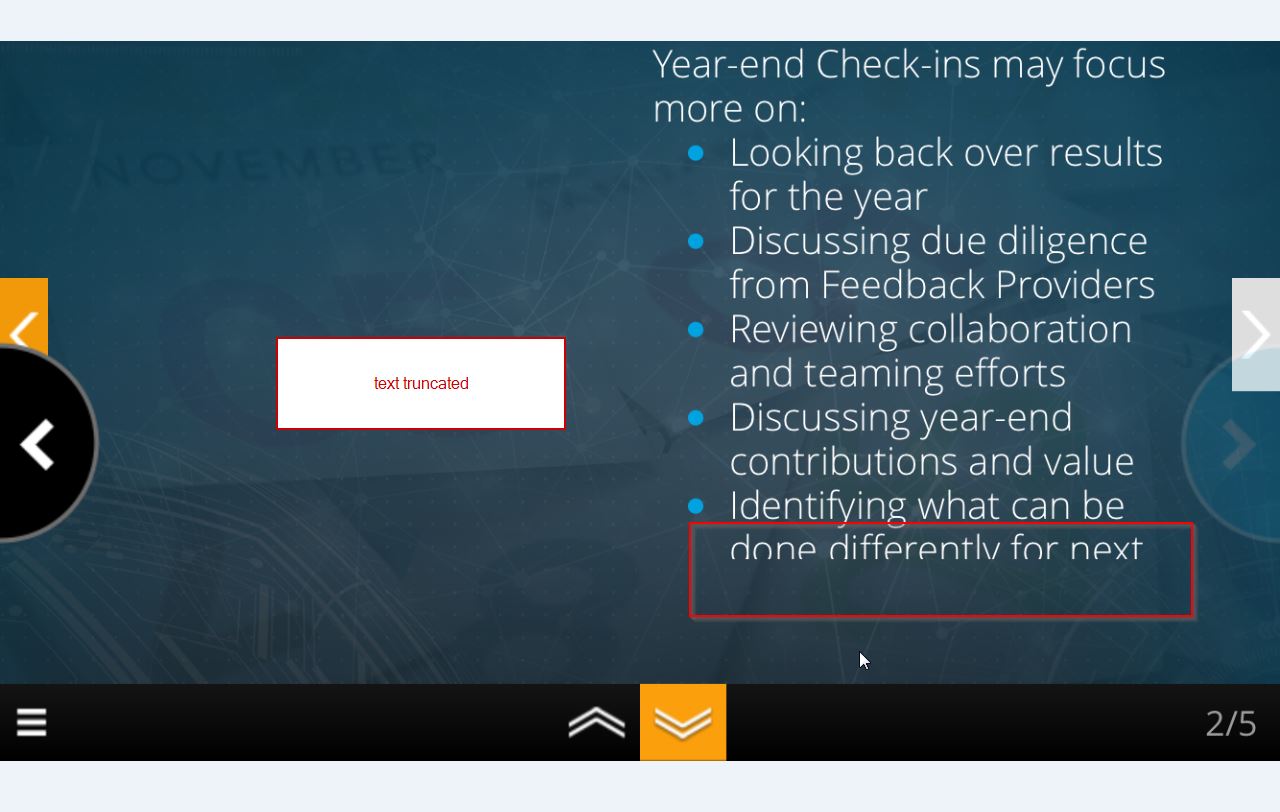 Year-end Check-ins may focus
more on:
Looking back over results
for the year
Discussing due diligence
from Feedback Providers
Reviewing collaboration
and teaming efforts
Discussing year-end
contributions and value
Identifying what can be
done differently for next
NOVEMBER
text truncated
2/5